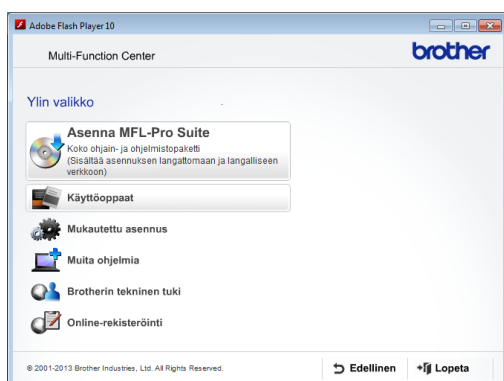 Adobe Flash Player 10
Multi-Function Center
brother
Ylin valikko
Asenna MFL-Pro Suite
Koko ohjain- ja ohjelmistopaketti
(Sisältää asennuksen langattomaan ja langalliseen
verkkoon)
Käyttöoppaat
Mukautettu asennus
Muita ohjelmia
Brotherin tekninen tuki
Online-rekisteröinti
© 2001-2013 Brother Industries, Ltd. All Rights Reserved.
Edellinen
Lopeta